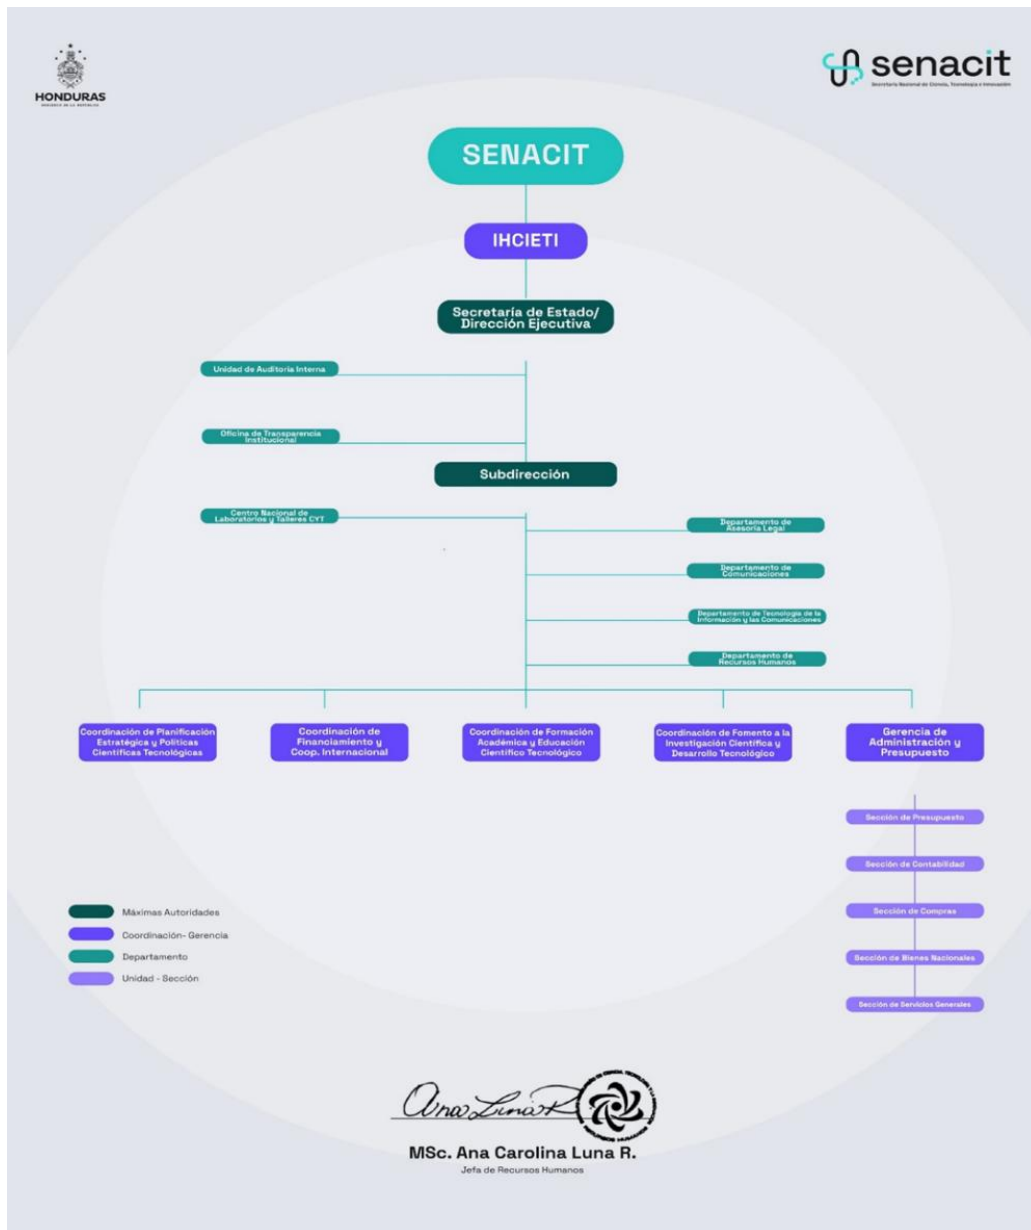 HONDURAS
senacit
Secretaría Nacional de Ciencia, Tecnología e Innovación
SENACIT
IHCIETI
Secretaría de Estado/
Dirección Ejecutiva
Unidad de Auditoria Interna
Oficina de Transparencia
Institucional
Subdirección
Centro Nacional de
Laboratorios y Talleres CYT
Departamento de
Asesoría Legal
Departamento de
Comunicaciones
Departamento de Tecnología de la
Información y las Comunicaciones
Departamento de
Recursos Humanos
Coordinación de Planificación
Estratégica y Políticas
Científicas Tecnológicas
Coordinación de
Financiamiento y
Coop. Internacional
Coordinación de Formación
Académica y Educación
Científico Tecnológico
Coordinación de Fomento a la
Investigación Científica y
Desarrollo Tecnológico
Gerencia de
Administración y
Presupuesto
Sección de Presupuesto
Sección de Contabilidad
Sección de Compras
Sección de Bienes Nacionales
Sección de Servicios Generales
Máximas Autoridades
Coordinación- Gerencia
Departamento
Unidad - Sección
Ana Luna R
RECURSOS HUMANOS
MSc. Ana Carolina Luna R.
Jefa de Recursos Humanos